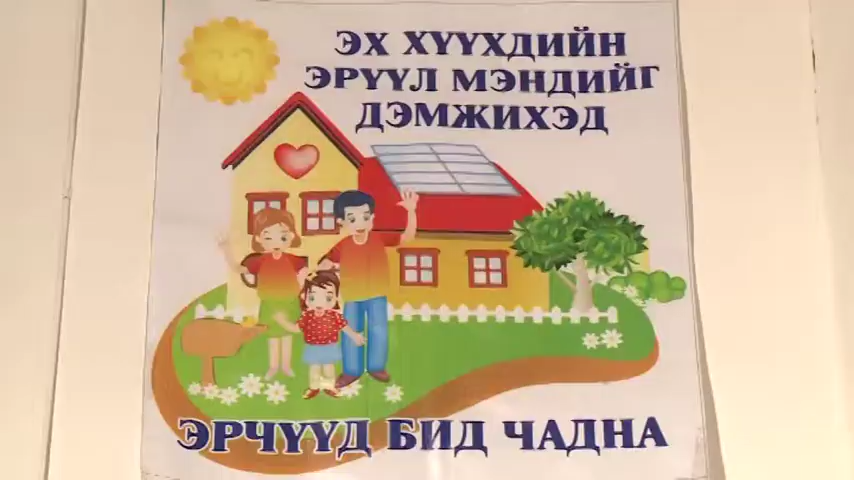 ЭХ ХҮҮХДИЙН
ЭРҮҮЛ МЭНДИЙГ
ДЭМЖИХЭД
ЭРЧҮҮД БИД ЧАДНА